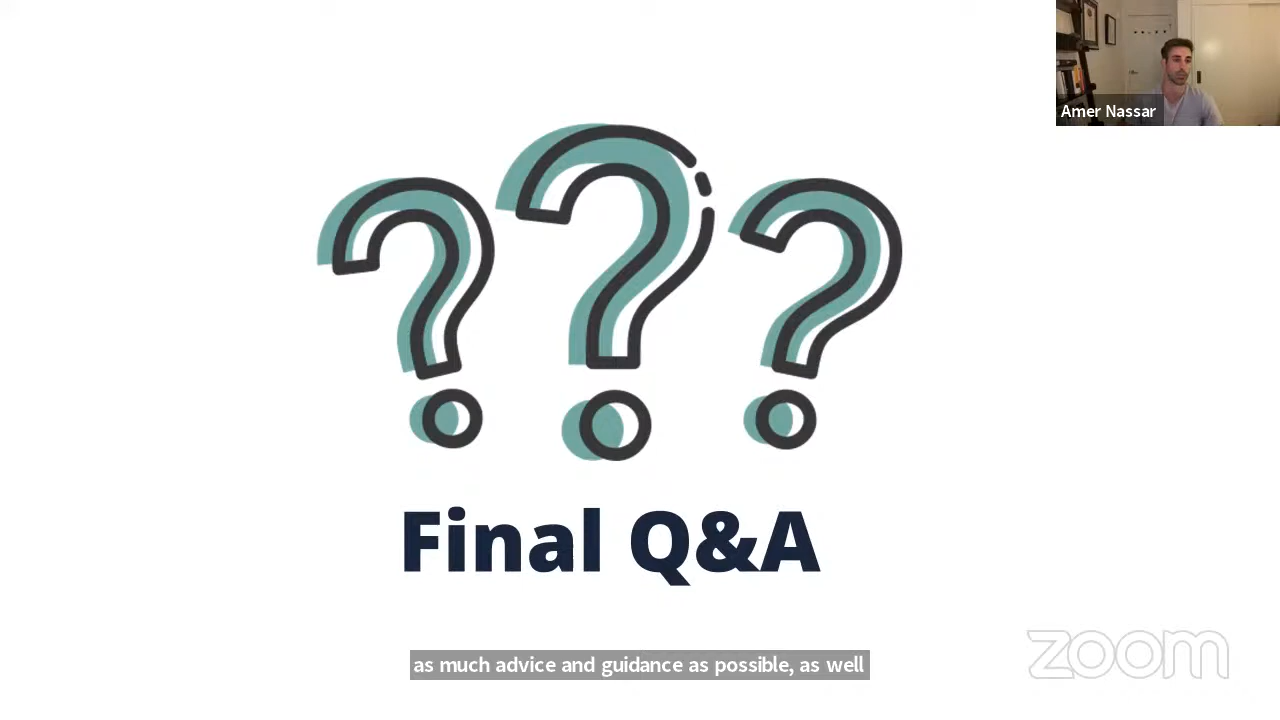 Amer Nassar
???
Final Q&A
as much advice and guidance as possible, as well
zoom